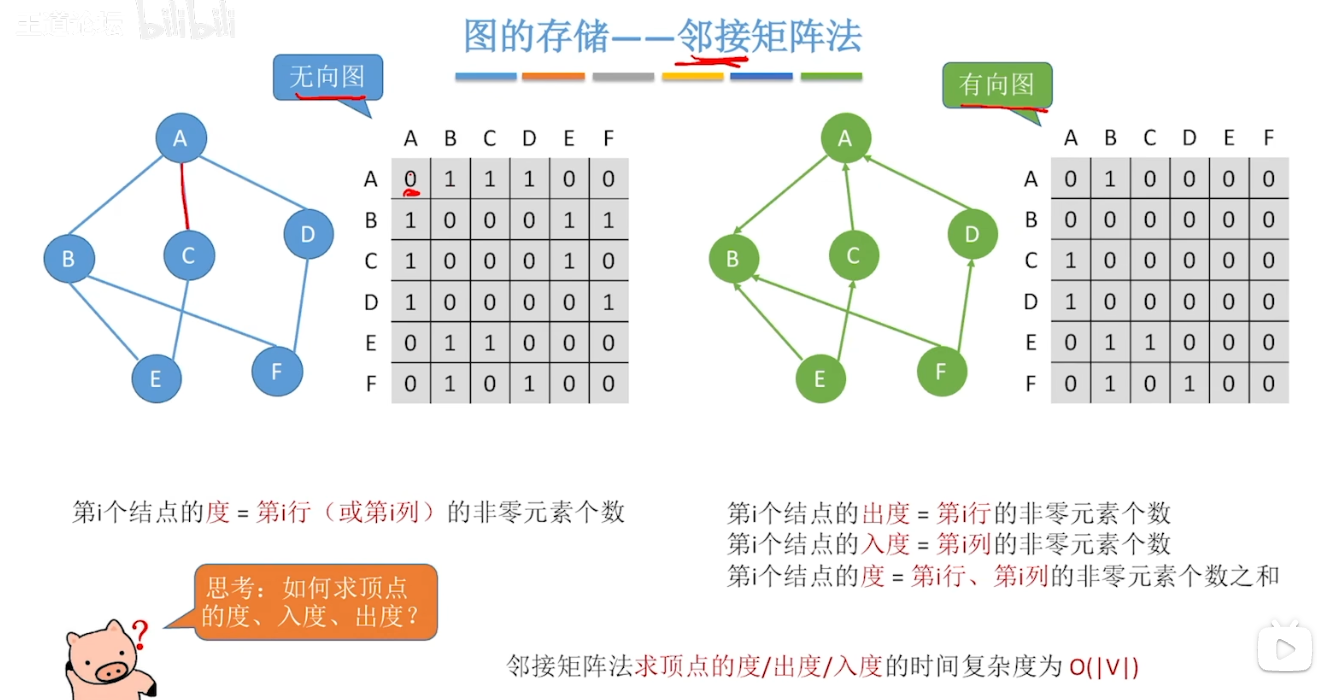 王道论坛 bilibili
图的存储——邻接矩阵法
无向图
有向图
A
B
C
D
E
F
A B C D E F
A 0 1 1 1 0 0
B 1 0 0 0 1 1
C 1 0 0 0 1 0
D 1 0 0 0 0 1
E 0 1 1 0 0 0
F 0 1 0 1 0 0
A
B
C
D
E
F
A B C D E F
A 0 1 0 0 0 0
B 0 0 0 0 0 0
C 1 0 0 0 0 0
D 1 0 0 0 0 0
E 0 1 1 0 0 0
F 0 1 0 1 0 0
第i个结点的度 = 第i行（或第i列）的非零元素个数
第i个结点的出度 = 第i行的非零元素个数
第i个结点的入度 = 第i列的非零元素个数
第i个结点的度 = 第i行、第i列的非零元素个数之和
思考：如何求顶点
的度、入度、出度？
?
邻接矩阵法求顶点的度/出度/入度的时间复杂度为 O(|V|)